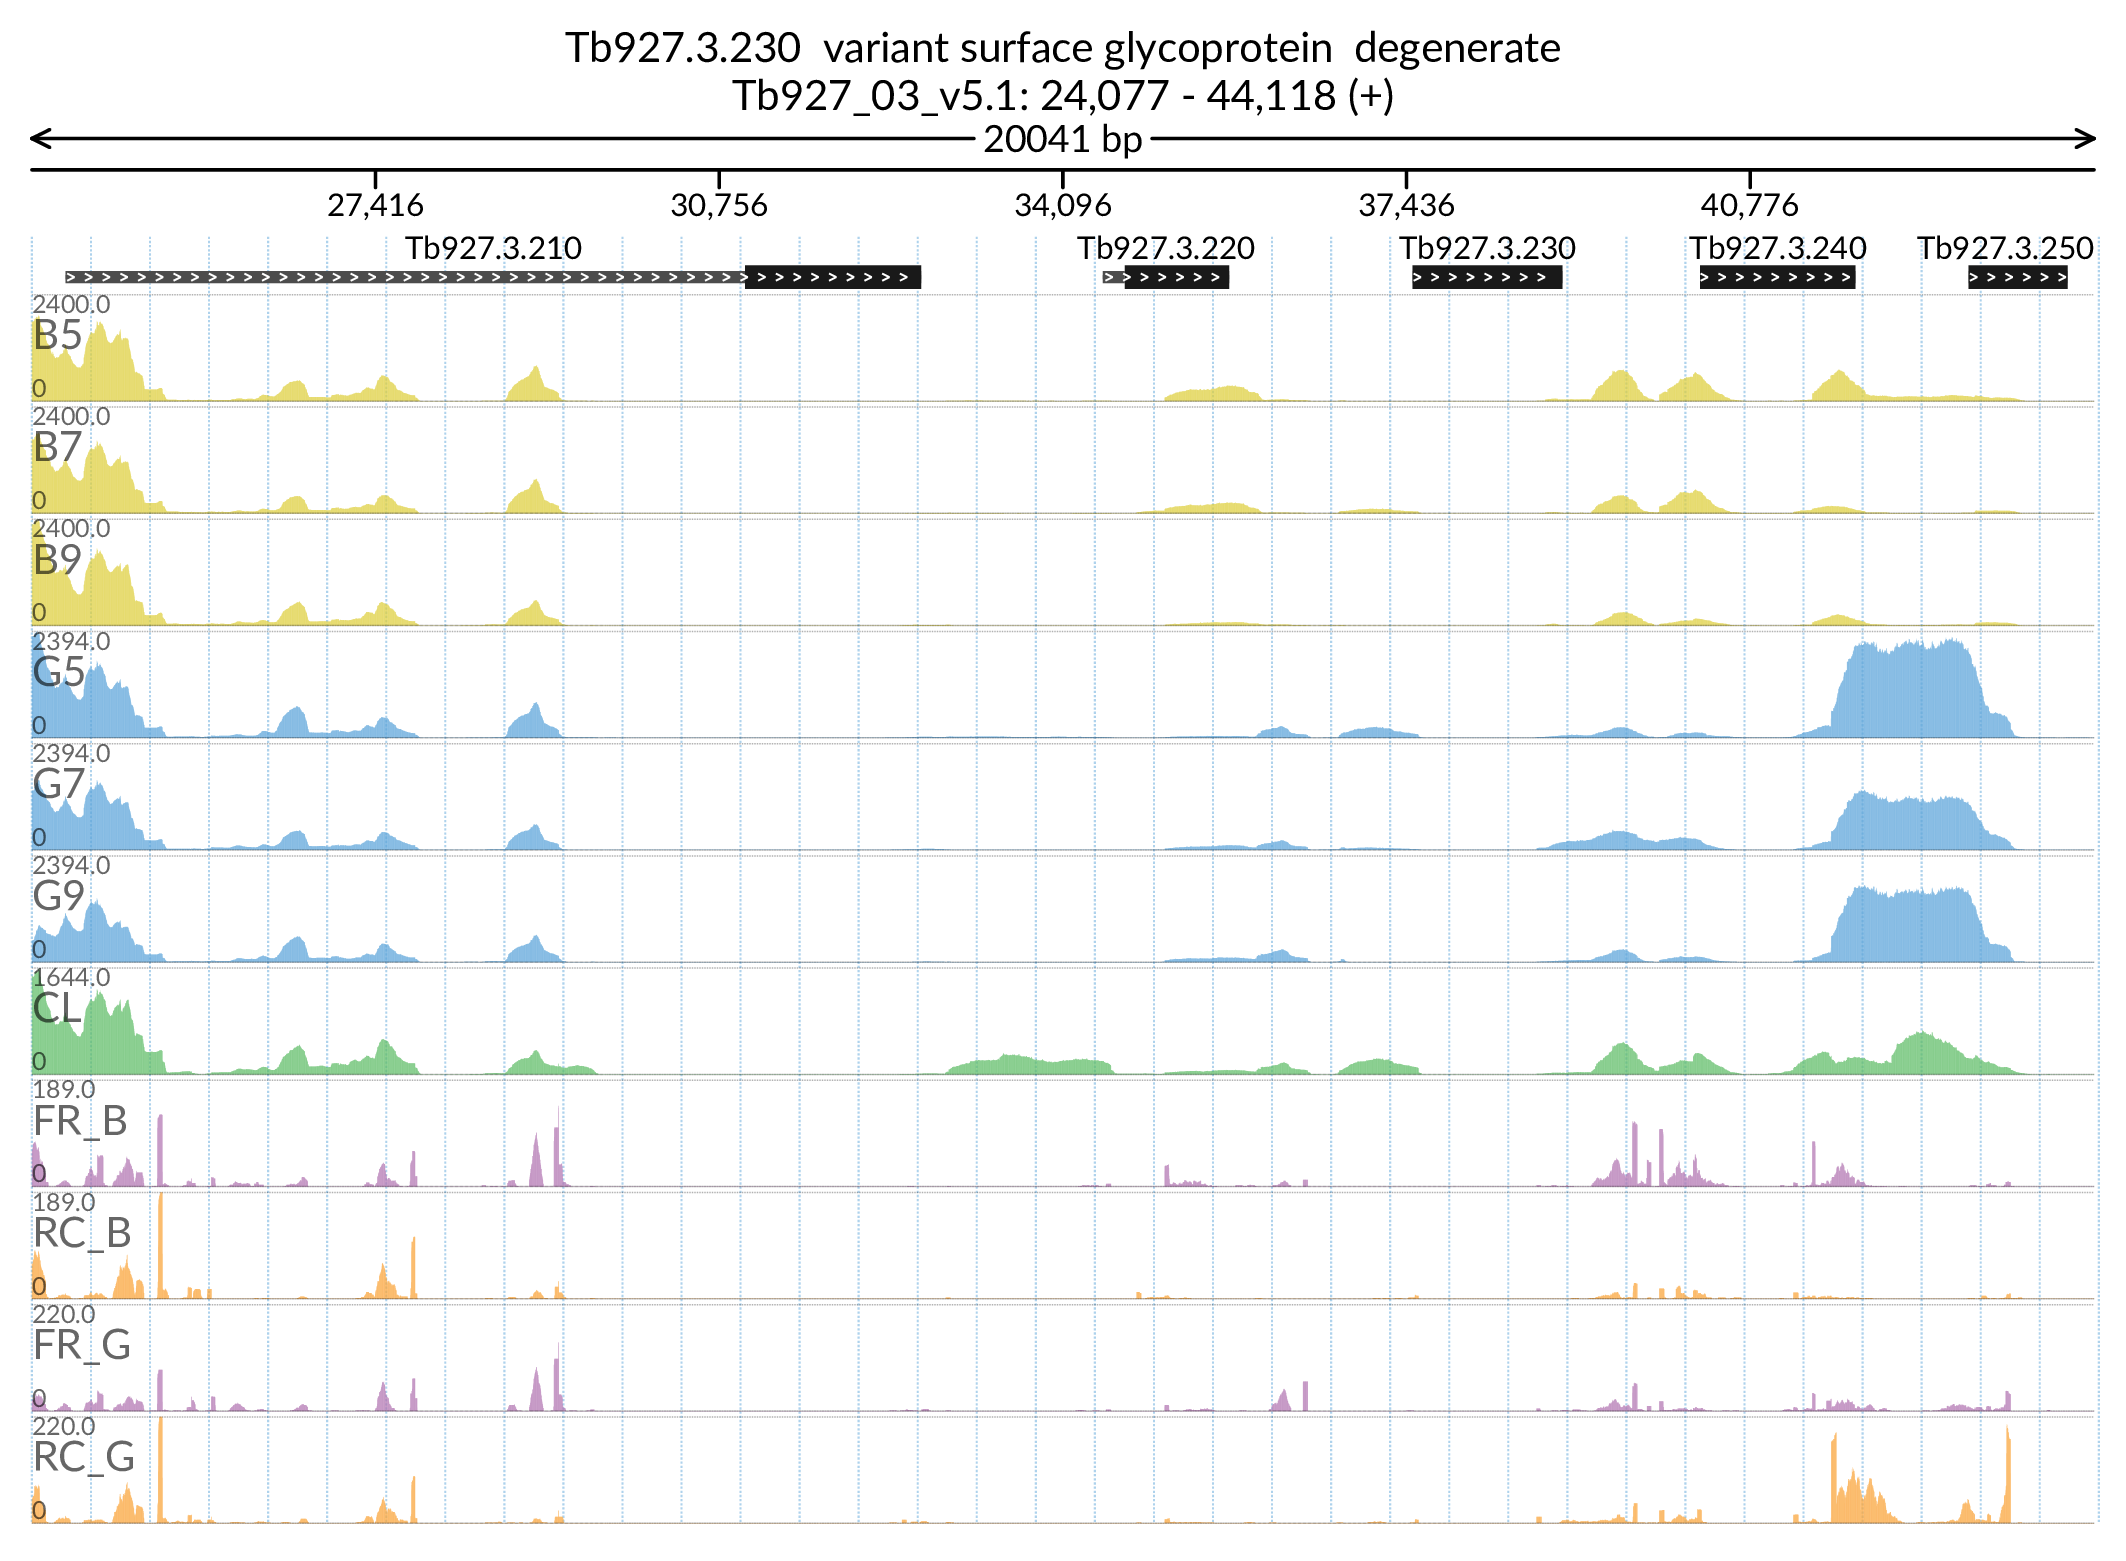 Tb927.3.230 variant surface glycoprotein degenerate
Tb927_03_v5.1: 24,077 - 44,118 (+)
20041 bp
27,416 30,756 34,096 37,436 40,776
Tb927.3.210 Tb927.3.220 Tb927.3.230 Tb927.3.240 Tb927.3.250
2400.0
B5
0
2400.0
B7
0
2400.0
B9
0
2394.0
G5
0
2394.0
G7
0
2394.0
G9
0
1644.0
CL
0
189.0
FR_B
0
189.0
RC_B
0
220.0
FR_G
0
220.0
RC_G
0